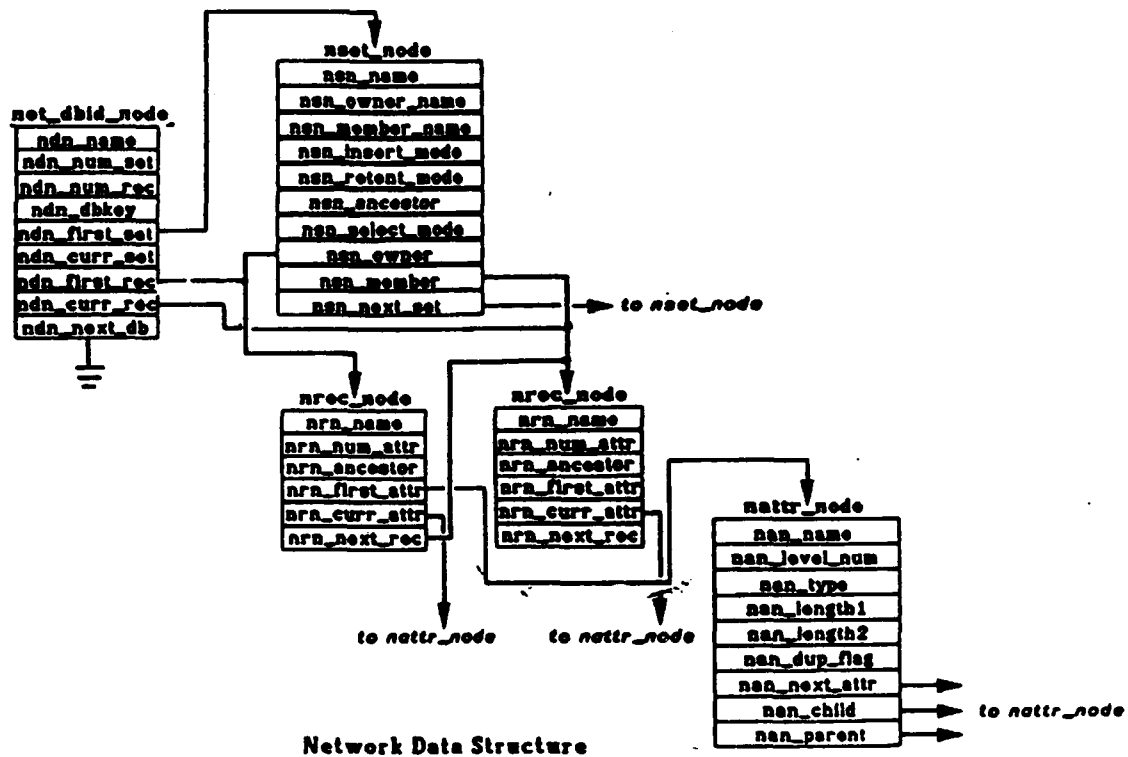 net_dbid_node
ndn_name
ndn_num_set
ndn_num_rec
ndn_dbkey
ndn_first_set
ndn_curr_set
ndn_first_rec
ndn_curr_rec
ndn_next_db
nset_node
nsn_name
nsn_owner_name
nsn_member_name
nsn_insert_mode
nsn_retent_mode
nsn_ancestor
nsn_select_mode
nsn_owner
nsn_member
nsn_next_set
to nset_node
nrec_node
nrn_name
nrn_num_attr
nrn_ancestor
nrn_first_attr
nrn_curr_attr
nrn_next_rec
to nattr_node
nrec_node
nrn_name
nrn_num_attr
nrn_ancestor
nrn_first_attr
nrn_curr_attr
nrn_next_rec
to nattr_node
nattr_node
nan_name
nan_level_num
nan_type
nan_length1
nan_length2
nan_dup_flag
nan_next_attr
nan_child
nan_parent
to nattr_node
Network Data Structure